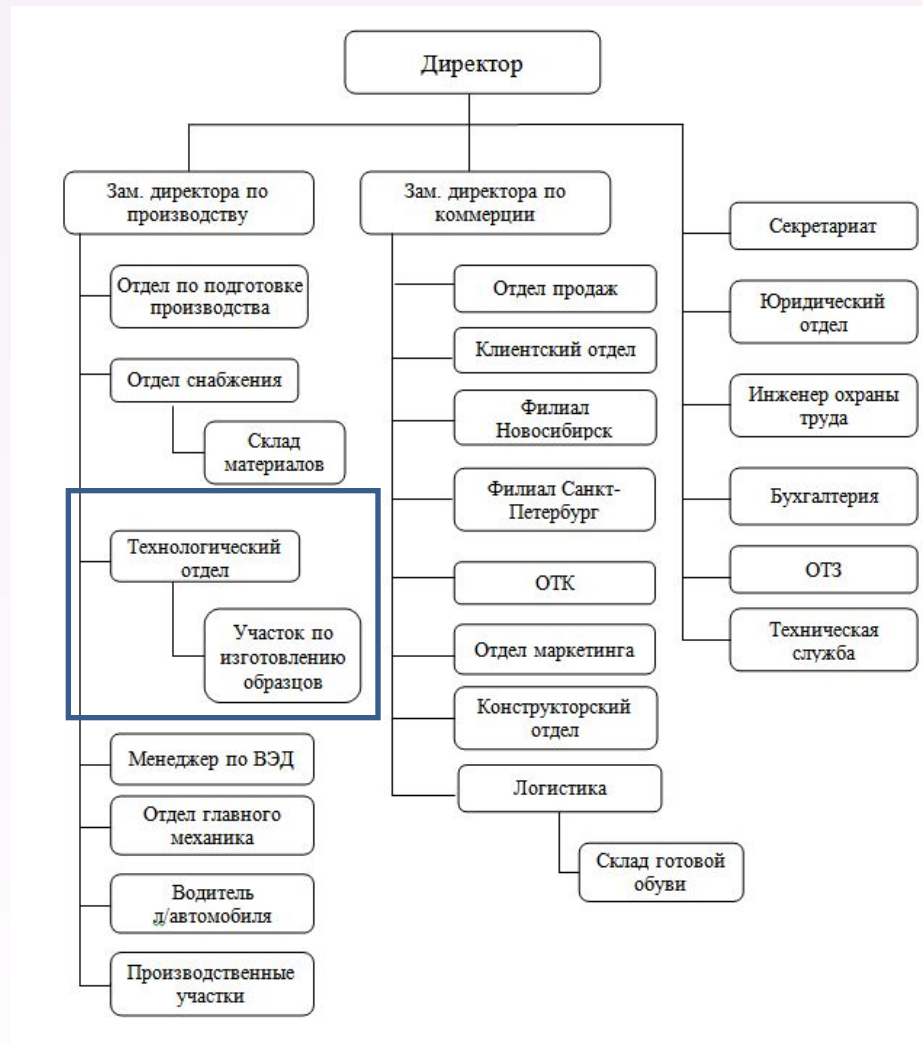 Директор
Зам. директора по
производству
Отдел по подготовке
производства
Отдел снабжения
Склад
материалов
Технологический
отдел
Участок по
изготовлению
образцов
Менеджер по ВЭД
Отдел главного
механика
Водитель
л/автомобиля
Производственные
участки
Зам. директора по
коммерции
Отдел продаж
Клиентский отдел
Филиал
Новосибирск
Филиал Санкт-
Петербург
ОТК
Отдел маркетинга
Конструкторский
отдел
Логистика
Склад готовой
обуви
Секретариат
Юридический
отдел
Инженер охраны
труда
Бухгалтерия
ОТЗ
Техническая
служба